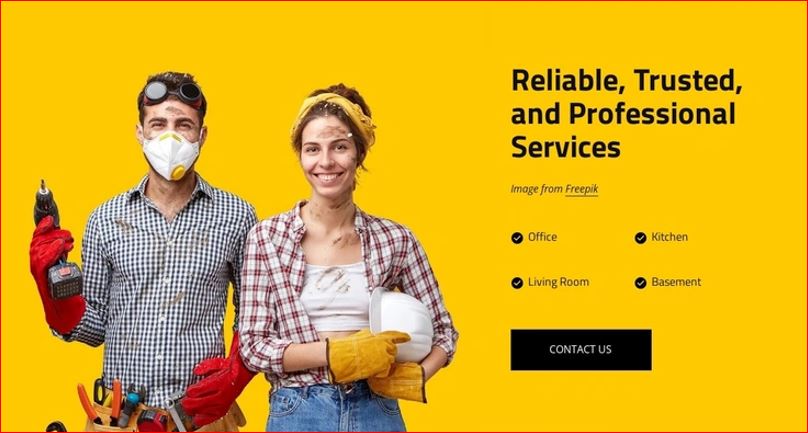 Reliable, Trusted,
and Professional
Services
Image from Freepik
Office
Kitchen
Living Room
Basement
CONTACT US